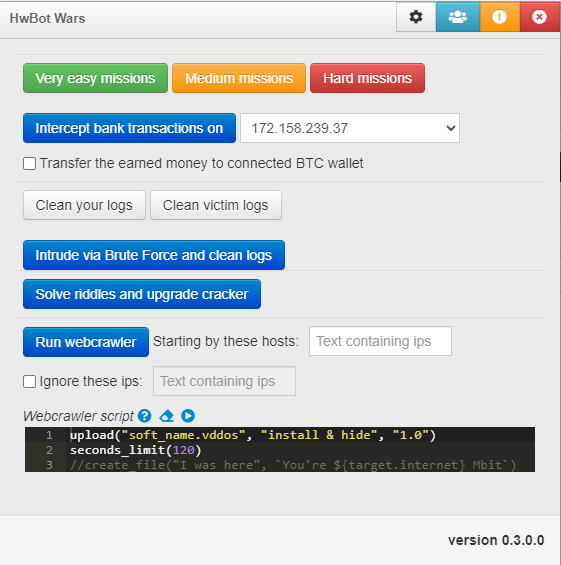 HwBot Wars
Very easy missions Medium missions Hard missions
Intercept bank transactions on 172.158.239.37
Transfer the earned money to connected BTC wallet
Clean your logs Clean victim logs
Intrude via Brute Force and clean logs
Solve riddles and upgrade cracker
Run webcrawler Starting by these hosts: Text containing ips
Ignore these ips: Text containing ips
Webcrawler script
1 upload("soft_name.vddos", "install & hide", "1.0")
2 seconds_limit(120)
3 //create_file("I was here", `You're ${target.internet} Mbit`)
version 0.3.0.0